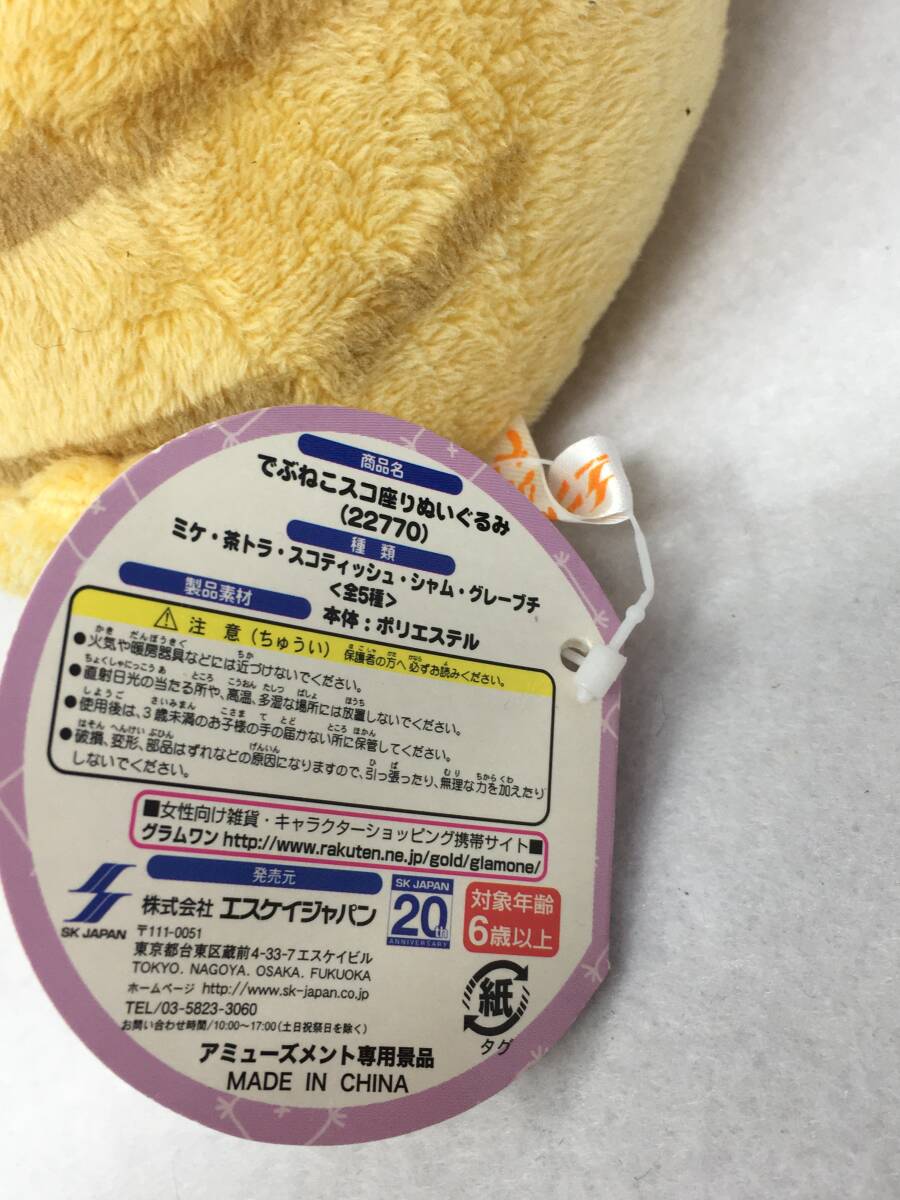 商品名
でぶねこスコ座りぬいぐるみ
(22770)
種類
ミケ・茶トラ・スコティッシュ・シャム・グレーブチ
<全5種>
製品素材
本体：ポリエステル
注意(ちゅうい) 保護者の方へ必ずお読みください。
●火気や暖房器具などには近づけないでください。
●直射日光の当たる所や、高温、多湿な場所には放置しないでください。
●使用後は、3歳未満のお子様の手の届かない所に保管してください。
●破損、変形、部品はずれなどの原因になりますので、引っ張ったり、無理な力を加えたり
しないでください。
■女性向け雑貨・キャラクターショッピング携帯サイト■
グラムワン http://www.rakuten.ne.jp/gold/glamone/
発売元
SK JAPAN
株式会社 エスケイジャパン
SK JAPAN
20th
ANNIVERSARY
対象年齢
6歳以上
〒111-0051
東京都台東区蔵前4-33-7エスケイビル
TOKYO. NAGOYA. OSAKA. FUKUOKA
ホームページ http://www.sk-japan.co.jp
TEL/03-5823-3060
お問い合わせ時間/10:00〜17:00(土日祝祭日を除く)
紙
タグ
アミューズメント専用景品
MADE IN CHINA